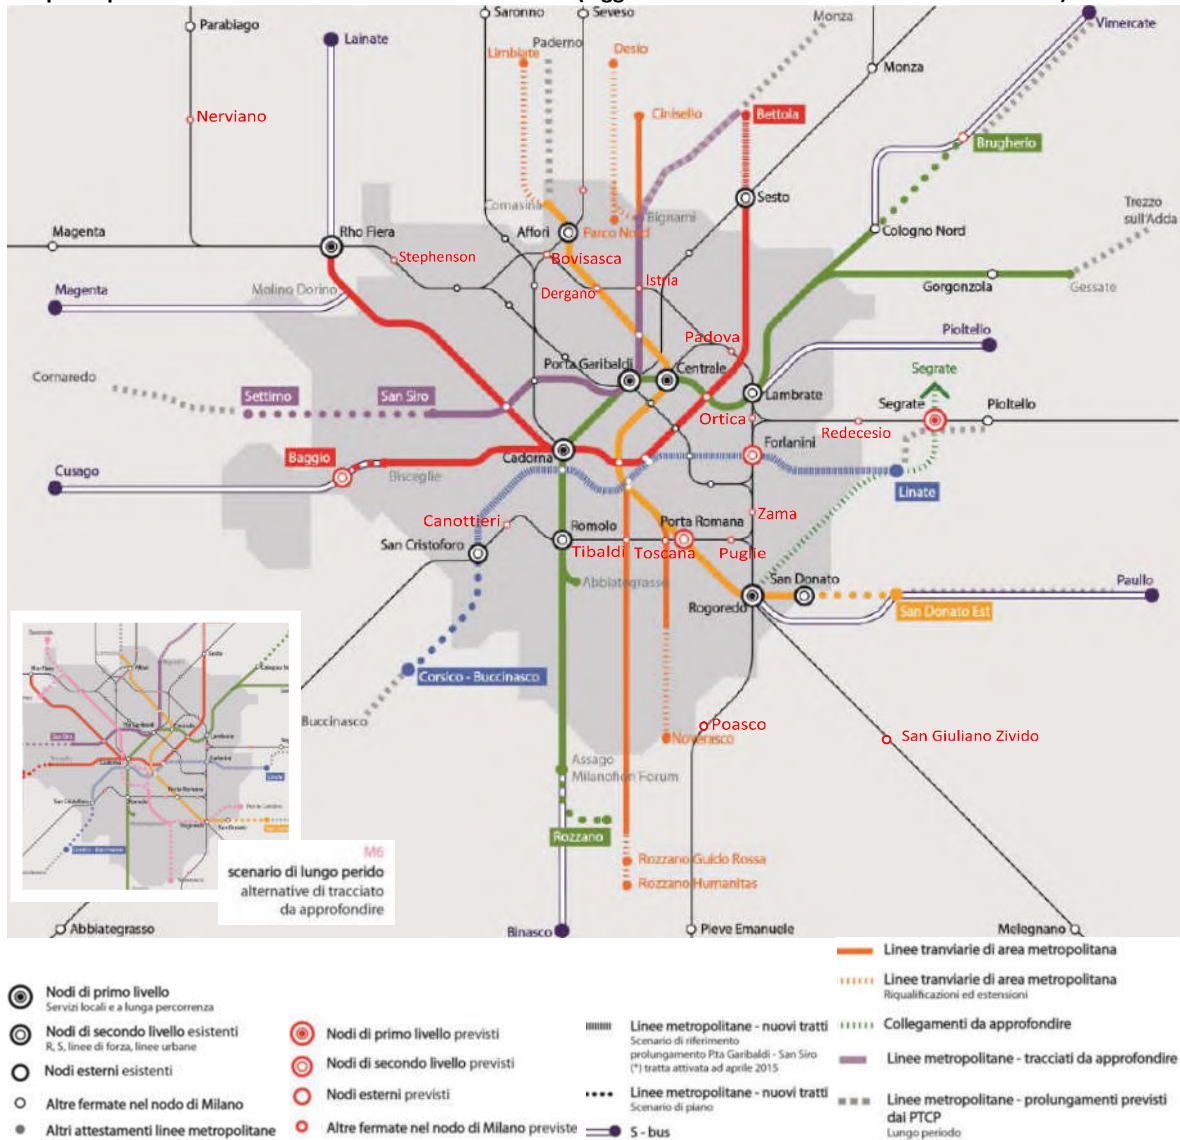 Saronno
Seveso
Monza
Vimercate
Parabiago
Lainate
Paderno
Limbiate
Desio
Monza
Nerviano
Cinisello
Bettola
Brugherio
Comasina
Bignami
Sesto
Trezzo
sull'Adda
Magenta
Rho Fiera
Affori
Parco Nord
Cologno Nord
Stephenson
Bovisasca
Magenta
Molino Dorino
Dergano
Istria
Gorgonzola
Gessate
Padova
Pioltello
Cornaredo
Porta Garibaldi
Centrale
Segrate
Settimo
San Siro
Lambrate
Segrate
Pioltello
Ortica
Redecesio
Baggio
Cadorna
Forlanini
Cusago
Bisceglie
Linate
Canottieri
Romolo
Porta Romana
Zama
San Cristoforo
Tibaldi
Toscana
Puglie
Abbiategrasso
San Donato
Paullo
Rogoredo
San Donato Est
Corsico - Buccinasco
Buccinasco
Poasco
San Giuliano Zivido
Noverasco
Assago
Milanofiori Forum
Rozzano
Rozzano Guido Rossa
Rozzano Humanitas
M6
scenario di lungo perido
alternative di tracciato
da approfondire
Abbiategrasso
Binasco
Pieve Emanuele
Melegnano
Nodi di primo livello
Servizi locali e a lunga percorrenza
Nodi di secondo livello esistenti
R, S, linee di forza, linee urbane
Nodi esterni esistenti
Altre fermate nel nodo di Milano
Altri attestamenti linee metropolitane
Nodi di primo livello previsti
Nodi di secondo livello previsti
Nodi esterni previsti
Altre fermate nel nodo di Milano previste
Linee metropolitane - nuovi tratti
Scenario di riferimento
prolungamento P.ta Garibaldi - San Siro
(*) tratta attivata ad aprile 2015
Linee metropolitane - nuovi tratti
Scenario di piano
S - bus
Linee tranviarie di area metropolitana
Linee tranviarie di area metropolitana
Riqualificazioni ed estensioni
Collegamenti da approfondire
Linee metropolitane - tracciati da approfondire
Linee metropolitane - prolungamenti previsti
dai PTCP
Lungo periodo